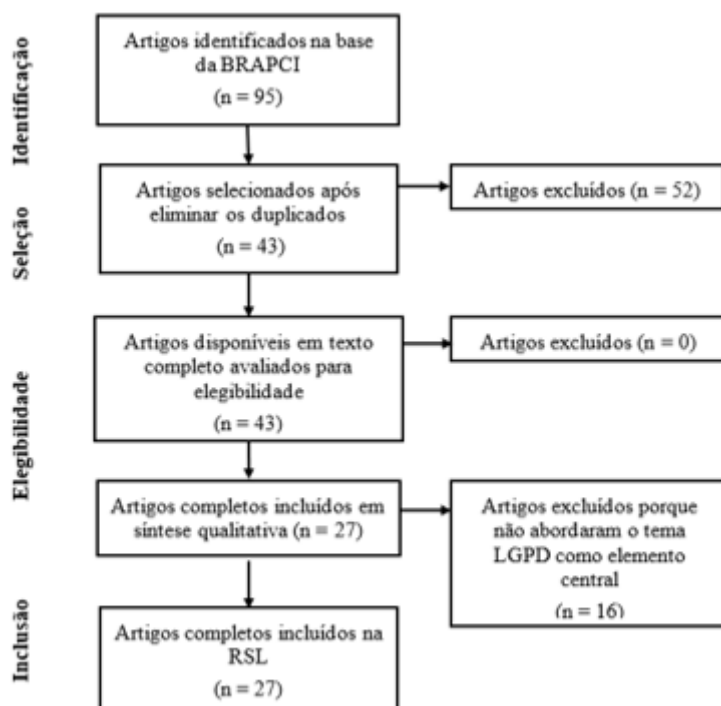 Identificação
Artigos identificados na base
da BRAPCI
(n = 95)
Seleção
Artigos selecionados após
eliminar os duplicados
(n = 43)
Artigos excluídos (n = 52)
Elegibilidade
Artigos disponíveis em texto
completo avaliados para
elegibilidade
(n = 43)
Artigos excluídos (n = 0)
Artigos completos incluídos em
síntese qualitativa (n = 27)
Artigos excluídos porque
não abordaram o tema
LGPD como elemento
central
(n = 16)
Inclusão
Artigos completos incluídos na
RSL
(n = 27)